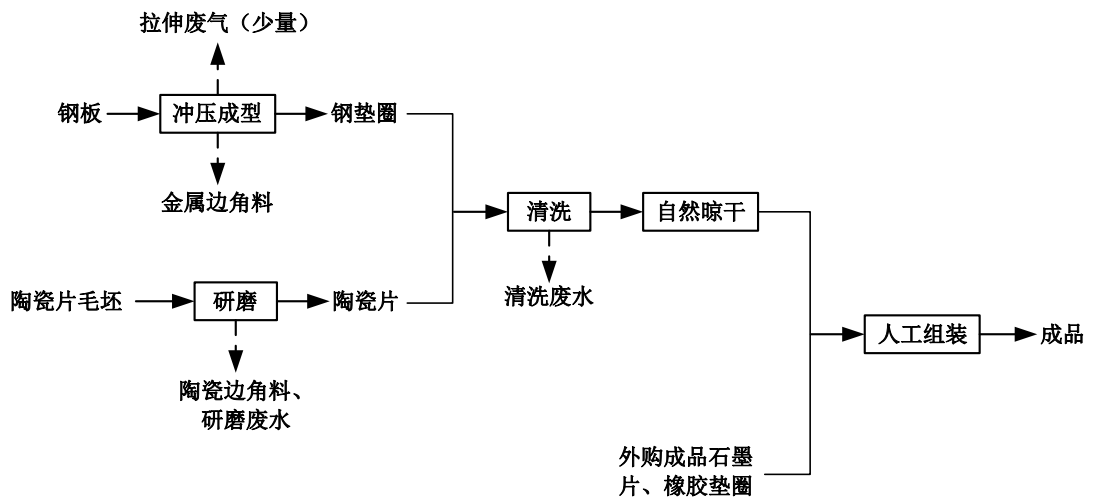 拉伸废气（少量）
钢板
冲压成型
钢垫圈
金属边角料
清洗
自然晾干
清洗废水
陶瓷片毛坯
研磨
陶瓷片
人工组装
成品
陶瓷边角料、
研磨废水
外购成品石墨
片、橡胶垫圈